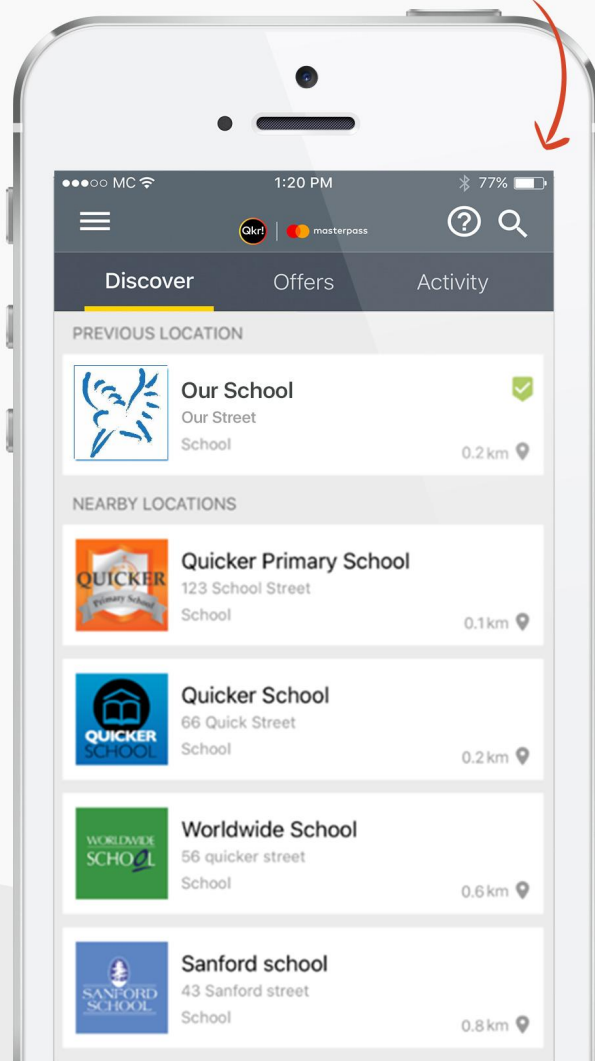 MC 1:20 PM 77%
Qkr! masterpass
Discover Offers Activity
PREVIOUS LOCATION
Our School
Our Street
School
0.2 km
NEARBY LOCATIONS
QUICKER
Primary School
Quicker Primary School
123 School Street
School
0.1 km
QUICKER
SCHOOL
Quicker School
66 Quick Street
School
0.2 km
WORLDWIDE
SCHOOL
Worldwide School
56 quicker street
School
0.6 km
SANFORD
SCHOOL
Sanford school
43 Sanford street
School
0.8 km